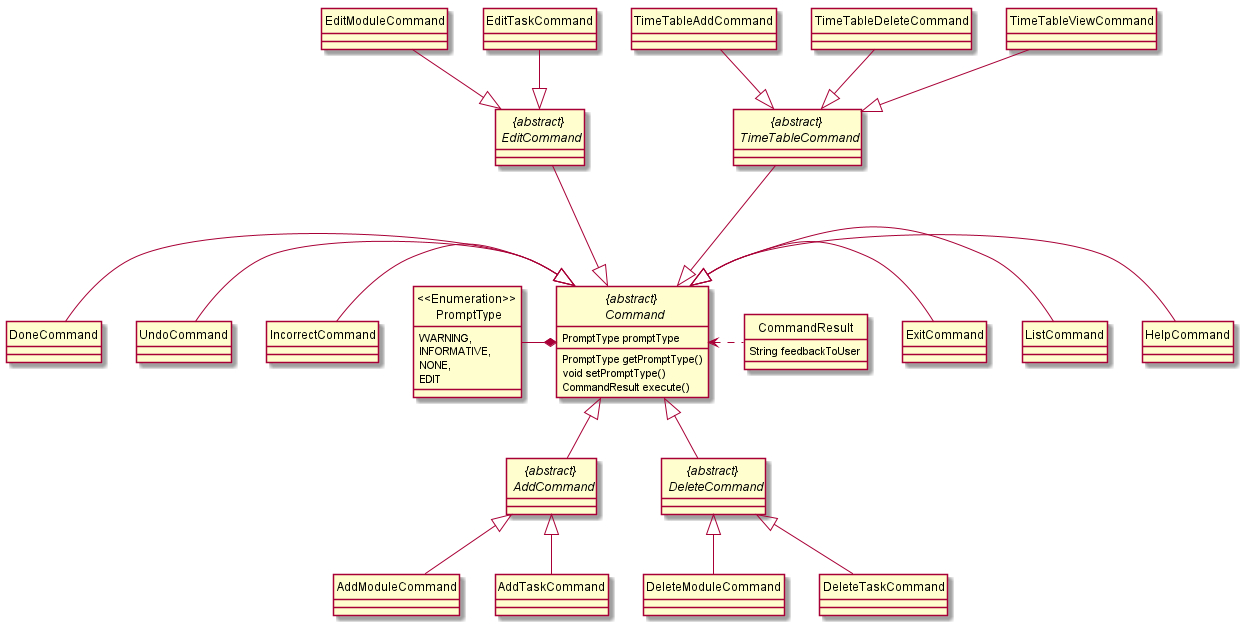 EditModuleCommand
EditTaskCommand
TimeTableAddCommand
TimeTableDeleteCommand
TimeTableViewCommand
{abstract}
EditCommand
{abstract}
TimeTableCommand
DoneCommand
UndoCommand
IncorrectCommand
<<Enumeration>>
PromptType
WARNING,
INFORMATIVE,
NONE,
EDIT
{abstract}
Command
PromptType promptType
PromptType getPromptType()
void setPromptType()
CommandResult execute()
CommandResult
String feedbackToUser
ExitCommand
ListCommand
HelpCommand
{abstract}
AddCommand
{abstract}
DeleteCommand
AddModuleCommand
AddTaskCommand
DeleteModuleCommand
DeleteTaskCommand